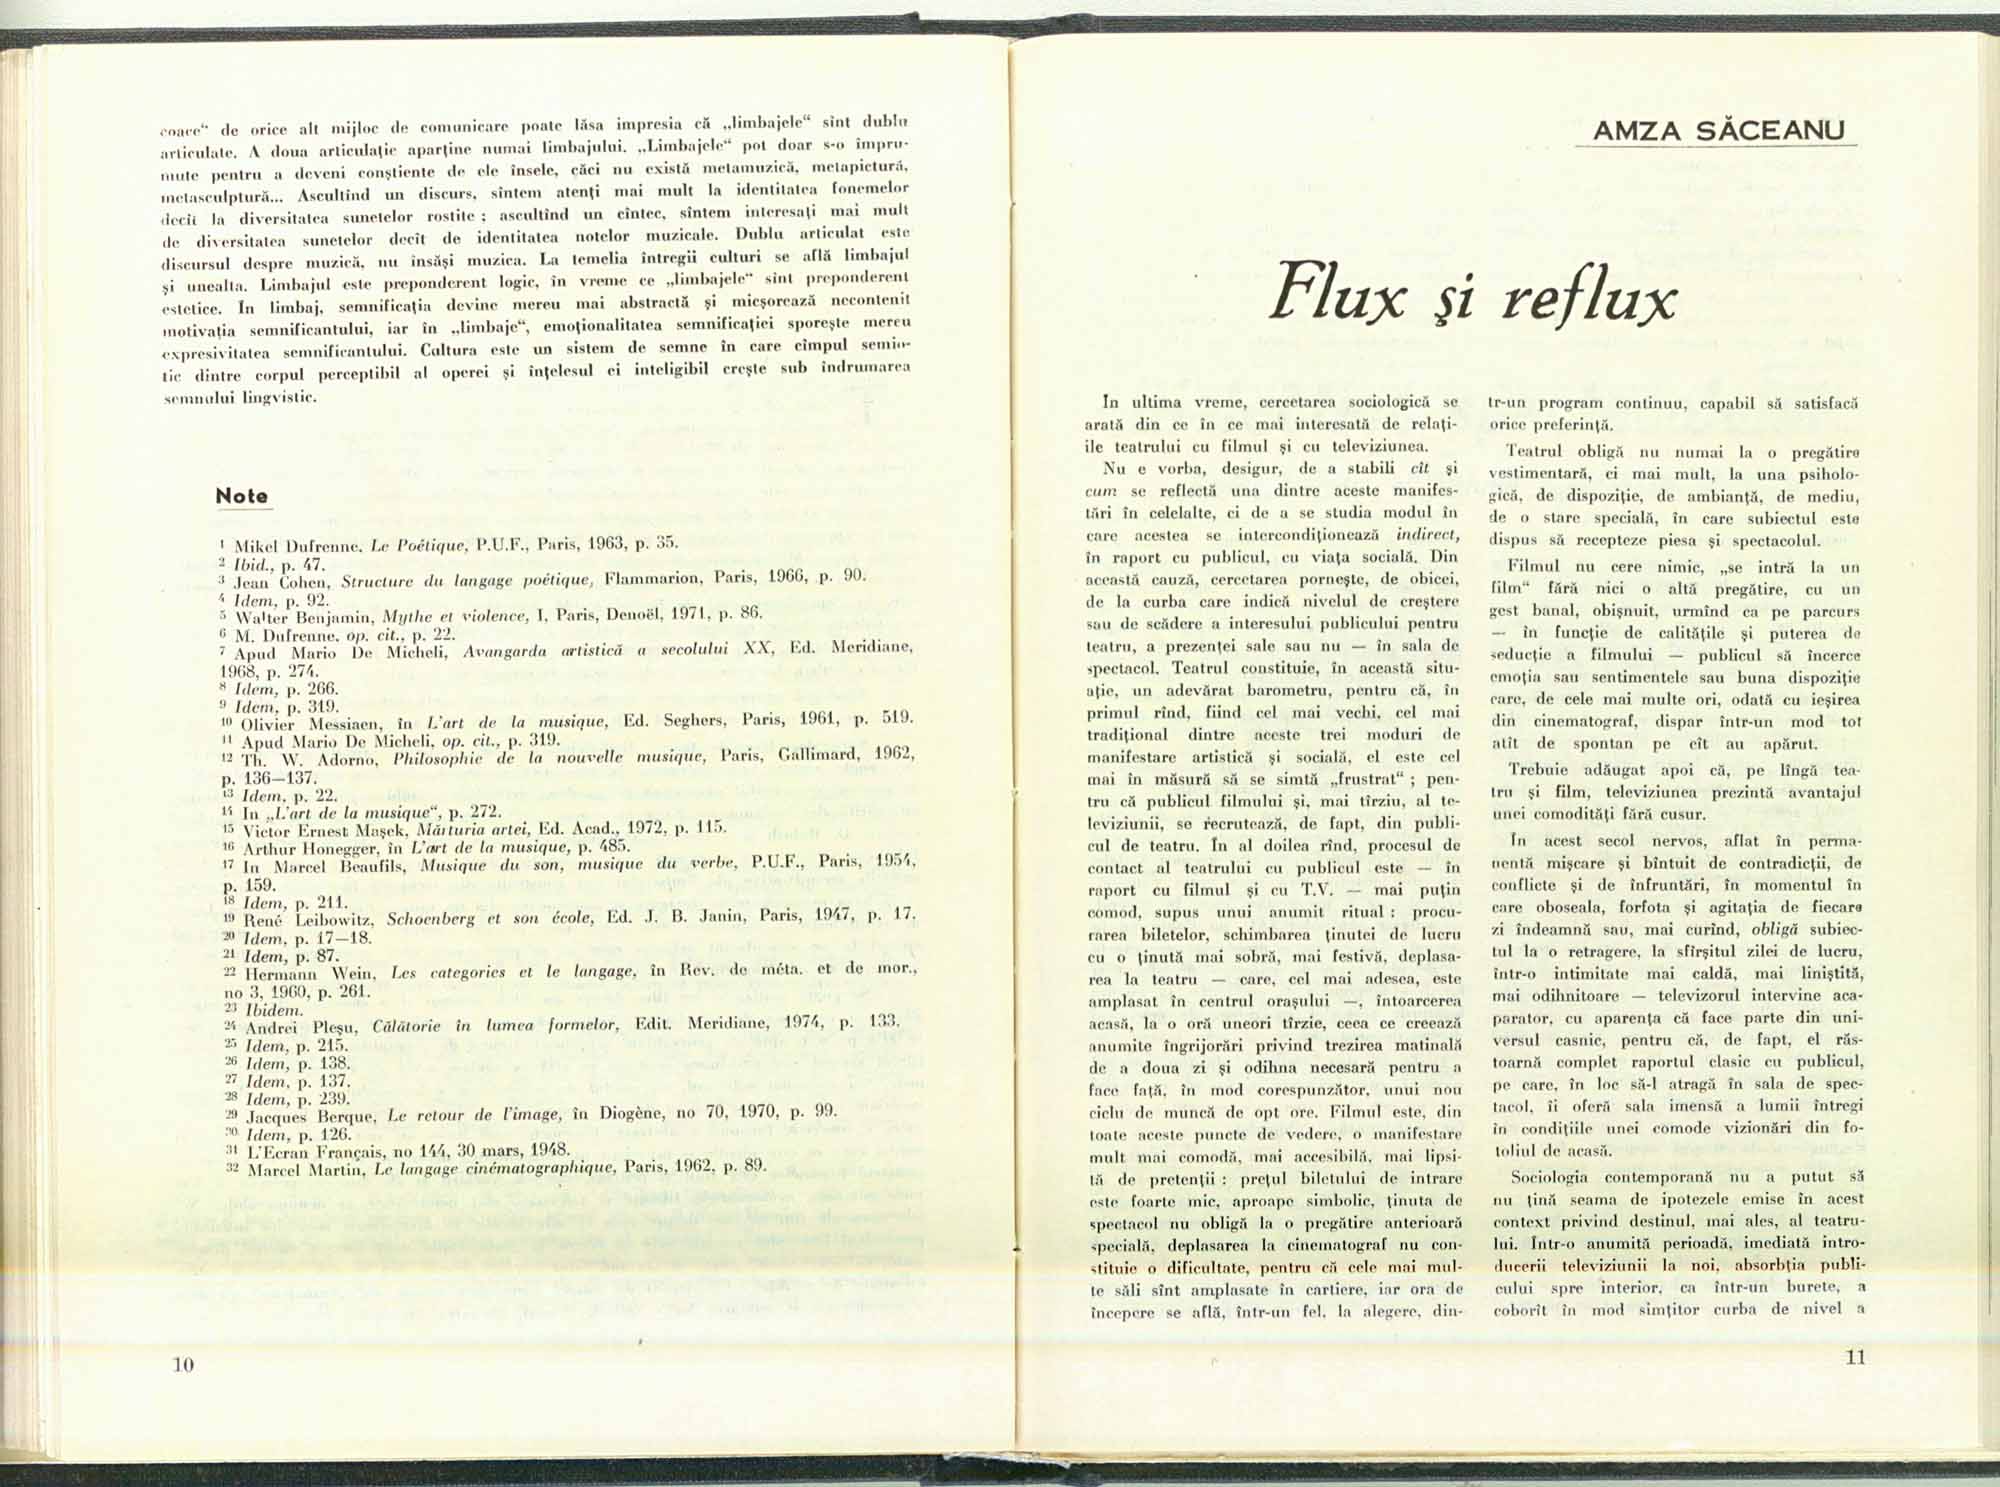 coace“ de orice alt mijloc de comunicare poate lăsa impresia că „limbajele“ sînt dublu
articulate. A doua articulaţie aparţine numai limbajului. „Limbajele“ pot doar s-o împru-
mute pentru a deveni conştiente de ele însele, căci nu există metamuzică, metapictură,
metasculptură... Ascultînd un discurs, sîntem atenţi mai mult la identitatea fonemelor
decît la diversitatea sunetelor rostite ; ascultînd un cîntec, sîntem interesaţi mai mult
de diversitatea sunetelor decît de identitatea notelor muzicale. Dublu articulat este
discursul despre muzică, nu însăşi muzica. La temelia întregii culturi se află limbajul
şi unealta. Limbajul este preponderent logic, în vreme ce „limbajele“ sînt preponderent
estetice. In limbaj, semnificaţia devine mereu mai abstractă şi micşorează necontenit
motivaţia semnificantului, iar în „limbaje“, emoţionalitatea semnificaţiei sporeşte mereu
expresivitatea semnificantului. Cultura este un sistem de semne în care cîmpul semio-
tic dintre corpul perceptibil al operei şi înţelesul ei inteligibil creşte sub îndrumarea
semnului lingvistic.
Note
1 Mikel Dufrenne, Le Poétique, P.U.F., Paris, 1963, p. 35.
2 Ibid., p. 47.
3 Jean Cohen, Structure du langage poétique, Flammarion, Paris, 1966, p. 90.
4 Idem, p. 92.
5 Walter Benjamin, Mythe et violence, I, Paris, Denoël, 1971, p. 86.
6 M. Dufrenne, op. cit., p. 22.
7 Apud Mario De Micheli, Avangarda artistică a secolului XX, Ed. Meridiane,
1968, p. 274.
8 Idem, p. 266.
9 Idem, p. 319.
10 Olivier Messiaen, în L'art de la musique, Ed. Seghers, Paris, 1961, p. 519.
11 Apud Mario De Micheli, op. cit., p. 319.
12 Th. W. Adorno, Philosophie de la nouvelle musique, Paris, Gallimard, 1962,
p. 136—137.
13 Idem, p. 22.
14 In „L'art de la musique“, p. 272.
15 Victor Ernest Maşek, Mărturia artei, Ed. Acad., 1972, p. 115.
16 Arthur Honegger, în L'art de la musique, p. 485.
17 In Marcel Beaufils, Musique du son, musique du verbe, P.U.F., Paris, 1954,
p. 159.
18 Idem, p. 211.
19 René Leibowitz, Schoenberg et son école, Ed. J. B. Janin, Paris, 1947, p. 17.
20 Idem, p. 17—18.
21 Idem, p. 87.
22 Hermann Wein, Les categories et le langage, în Rev. de méta. et de mor.,
no 3, 1960, p. 261.
23 Ibidem.
24 Andrei Pleşu, Călătorie în lumea formelor, Edit. Meridiane, 1974, p. 133.
25 Idem, p. 215.
26 Idem, p. 138.
27 Idem, p. 137.
28 Idem, p. 239.
29 Jacques Berque, Le retour de l'image, în Diogène, no 70, 1970, p. 99.
30 Idem, p. 126.
31 L'Ecran Français, no 144, 30 mars, 1948.
32 Marcel Martin, Le langage cinématographique, Paris, 1962, p. 89.
10
AMZA SĂCEANU
Flux şi reflux
In ultima vreme, cercetarea sociologică se
arată din ce în ce mai interesată de relaţi-
ile teatrului cu filmul şi cu televiziunea.
Nu e vorba, desigur, de a stabili cît şi
cum se reflectă una dintre aceste manifes-
tări în celelalte, ci de a se studia modul în
care acestea se intercondiţionează indirect,
în raport cu publicul, cu viaţa socială. Din
această cauză, cercetarea porneşte, de obicei,
de la curba care indică nivelul de creştere
sau de scădere a interesului publicului pentru
teatru, a prezenţei sale sau nu — în sala de
spectacol. Teatrul constituie, în această situ-
aţie, un adevărat barometru, pentru că, în
primul rînd, fiind cel mai vechi, cel mai
tradiţional dintre aceste trei moduri de
manifestare artistică şi socială, el este cel
mai în măsură să se simtă „frustrat“ ; pen-
tru că publicul filmului şi, mai tîrziu, al te-
leviziunii, se recrutează, de fapt, din publi-
cul de teatru. În al doilea rînd, procesul de
contact al teatrului cu publicul este — în
raport cu filmul şi cu T.V. — mai puţin
comod, supus unui anumit ritual : procu-
rarea biletelor, schimbarea ţinutei de lucru
cu o ţinută mai sobră, mai festivă, deplasa-
rea la teatru — care, cel mai adesea, este
amplasat în centrul oraşului —, întoarcerea
acasă, la o oră uneori tîrzie, ceea ce creează
anumite îngrijorări privind trezirea matinală
de a doua zi şi odihna necesară pentru a
face faţă, în mod corespunzător, unui nou
ciclu de muncă de opt ore. Filmul este, din
toate aceste puncte de vedere, o manifestare
mult mai comodă, mai accesibilă, mai lipsi-
tă de pretenţii : preţul biletului de intrare
este foarte mic, aproape simbolic, ţinuta de
spectacol nu obligă la o pregătire anterioară
specială, deplasarea la cinematograf nu con-
stituie o dificultate, pentru că cele mai mul-
te săli sînt amplasate în cartiere, iar ora de
începere se află, într-un fel, la alegere, din-
tr-un program continuu, capabil să satisfacă
orice preferinţă.
Teatrul obligă nu numai la o pregătire
vestimentară, ci mai mult, la una psiholo-
gică, de dispoziţie, de ambianţă, de mediu,
de o stare specială, în care subiectul este
dispus să recepteze piesa şi spectacolul.
Filmul nu cere nimic, „se intră la un
film“ fără nici o altă pregătire, cu un
gest banal, obişnuit, urmînd ca pe parcurs
— în funcţie de calităţile şi puterea de
seducţie a filmului — publicul să încerce
emoţia sau sentimentele sau buna dispoziţie
care, de cele mai multe ori, odată cu ieşirea
din cinematograf, dispar într-un mod tot
atît de spontan pe cît au apărut.
Trebuie adăugat apoi că, pe lîngă tea-
tru şi film, televiziunea prezintă avantajul
unei comodităţi fără cusur.
In acest secol nervos, aflat în perma-
nentă mişcare şi bîntuit de contradicţii, de
conflicte şi de înfruntări, în momentul în
care oboseala, forfota şi agitaţia de fiecare
zi îndeamnă sau, mai curînd, obligă subiec-
tul la o retragere, la sfîrşitul zilei de lucru,
într-o intimitate mai caldă, mai liniştită,
mai odihnitoare — televizorul intervine aca-
parator, cu aparenţa că face parte din uni-
versul casnic, pentru că, de fapt, el răs-
toarnă complet raportul clasic cu publicul,
pe care, în loc să-l atragă în sala de spec-
tacol, îi oferă sala imensă a lumii întregi
în condiţiile unei comode vizionări din fo-
toliul de acasă.
Sociologia contemporană nu a putut să
nu ţină seama de ipotezele emise în acest
context privind destinul, mai ales, al teatru-
lui. Într-o anumită perioadă, imediată intro-
ducerii televiziunii la noi, absorbţia publi-
cului spre interior, ca într-un burete, a
coborît în mod simţitor curba de nivel a
11